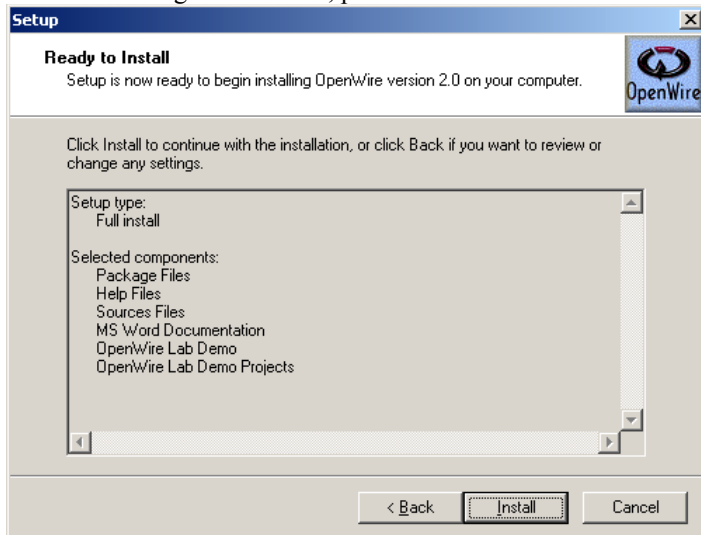 Setup
Ready to Install
Setup is now ready to begin installing OpenWire version 2.0 on your computer.
OpenWire
Click Install to continue with the installation, or click Back if you want to review or
change any settings.
Setup type:
Full install
Selected components:
Package Files
Help Files
Sources Files
MS Word Documentation
OpenWire Lab Demo
OpenWire Lab Demo Projects
< Back
Install
Cancel